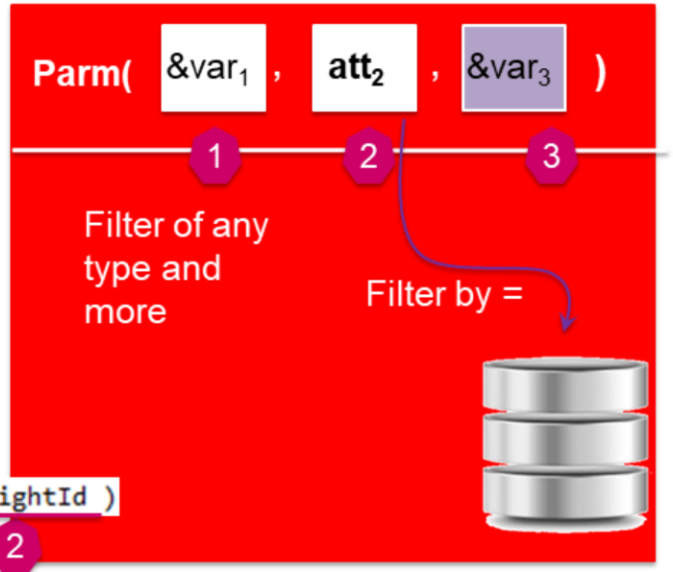 Parm( &var₁ , att₂ , &var₃ )
1 2 3
Filter of any
type and
more
Filter by =
ightId )
2